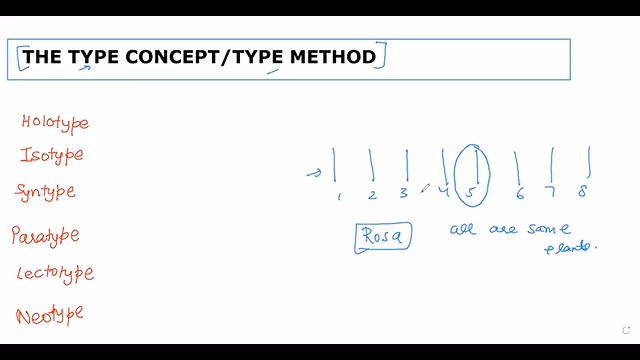 [THE TYPE CONCEPT/TYPE METHOD]
Holotype
Isotype
Syntype
Paratype
Lectotype
Neotype
1 2 3 4 5 6 7 8
Rosa
all are same
plants.